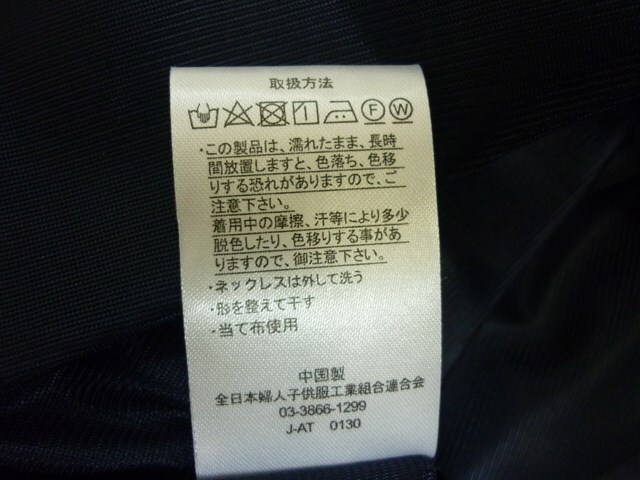 取扱方法
F W
・この製品は、濡れたまま、長時
間放置しますと、色落ち、色移
りする恐れがありますので、ご
注意下さい。
着用中の摩擦、汗等により多少
脱色したり、色移りする事があ
りますので、御注意下さい。
・ネックレスは外して洗う
・形を整えて干す
・当て布使用
中国製
全日本婦人子供服工業組合連合会
03-3866-1299
J-AT 0130